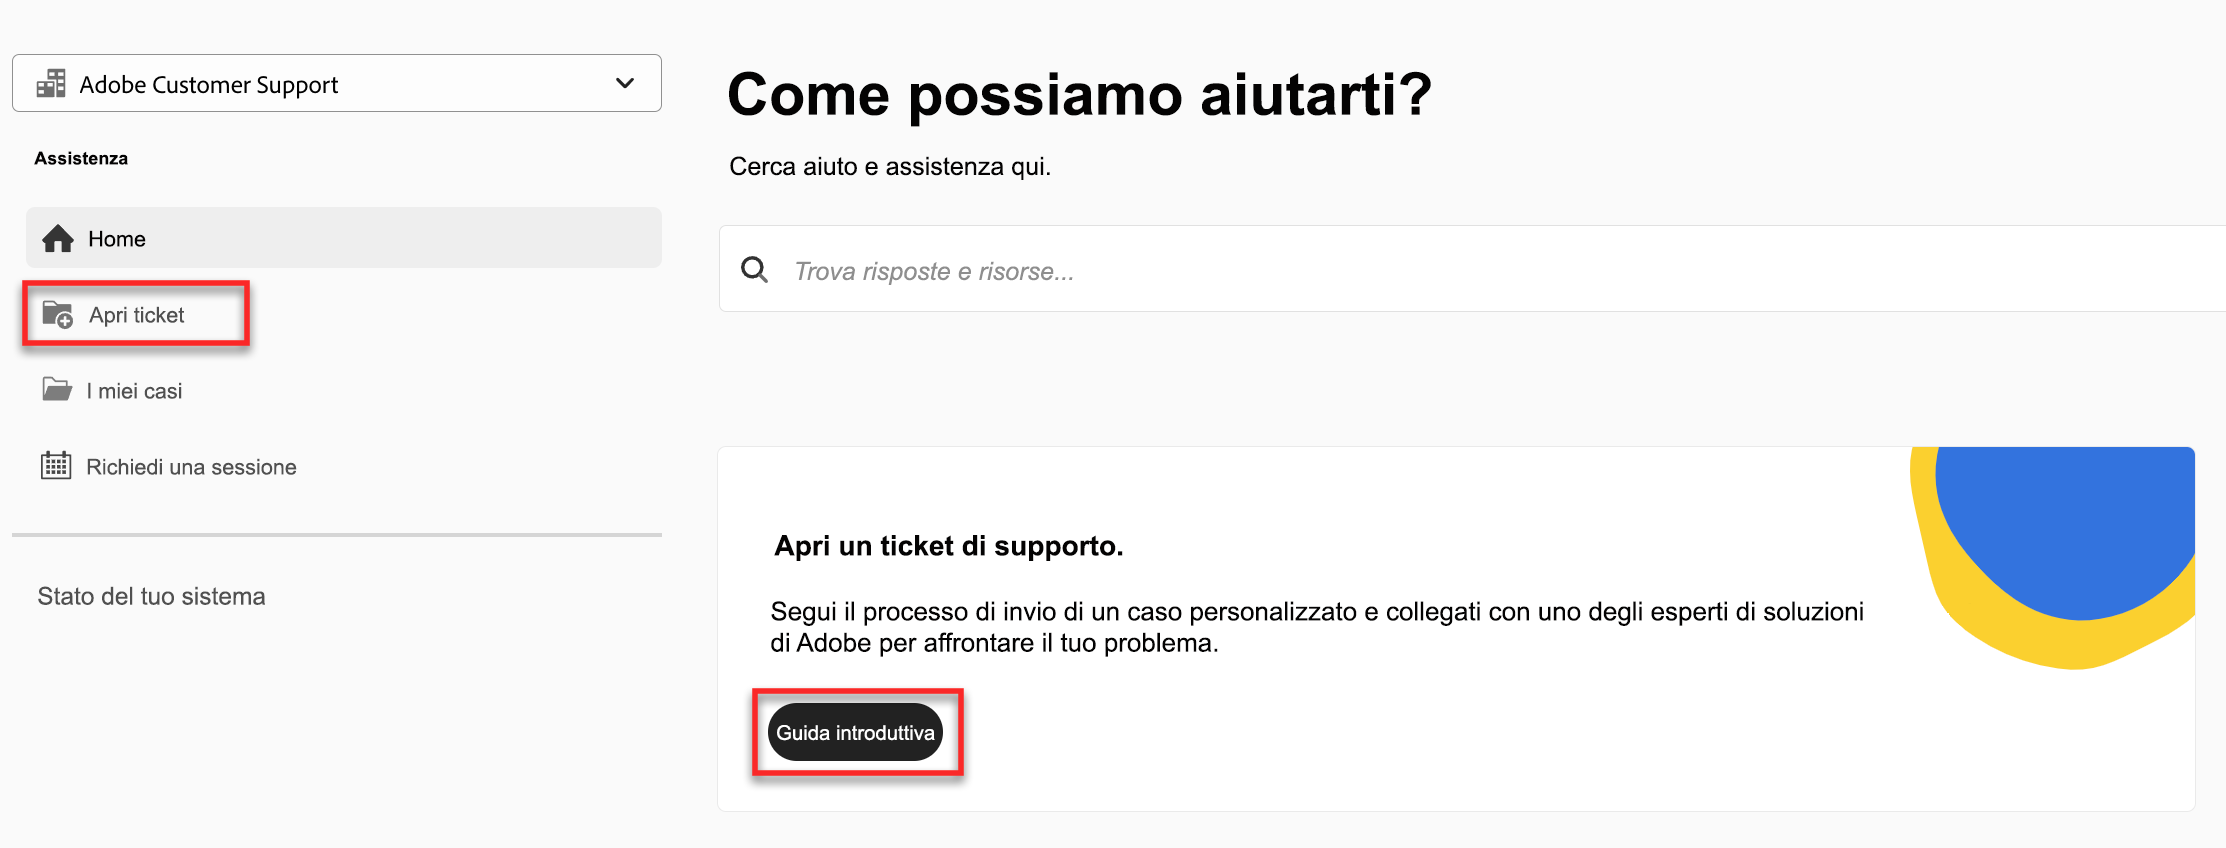 Adobe Customer Support
Assistenza
Home
Apri ticket
I miei casi
Richiedi una sessione
Stato del tuo sistema
Come possiamo aiutarti?
Cerca aiuto e assistenza qui.
Trova risposte e risorse...
Apri un ticket di supporto.
Segui il processo di invio di un caso personalizzato e collegati con uno degli esperti di soluzioni
di Adobe per affrontare il tuo problema.
Guida introduttiva